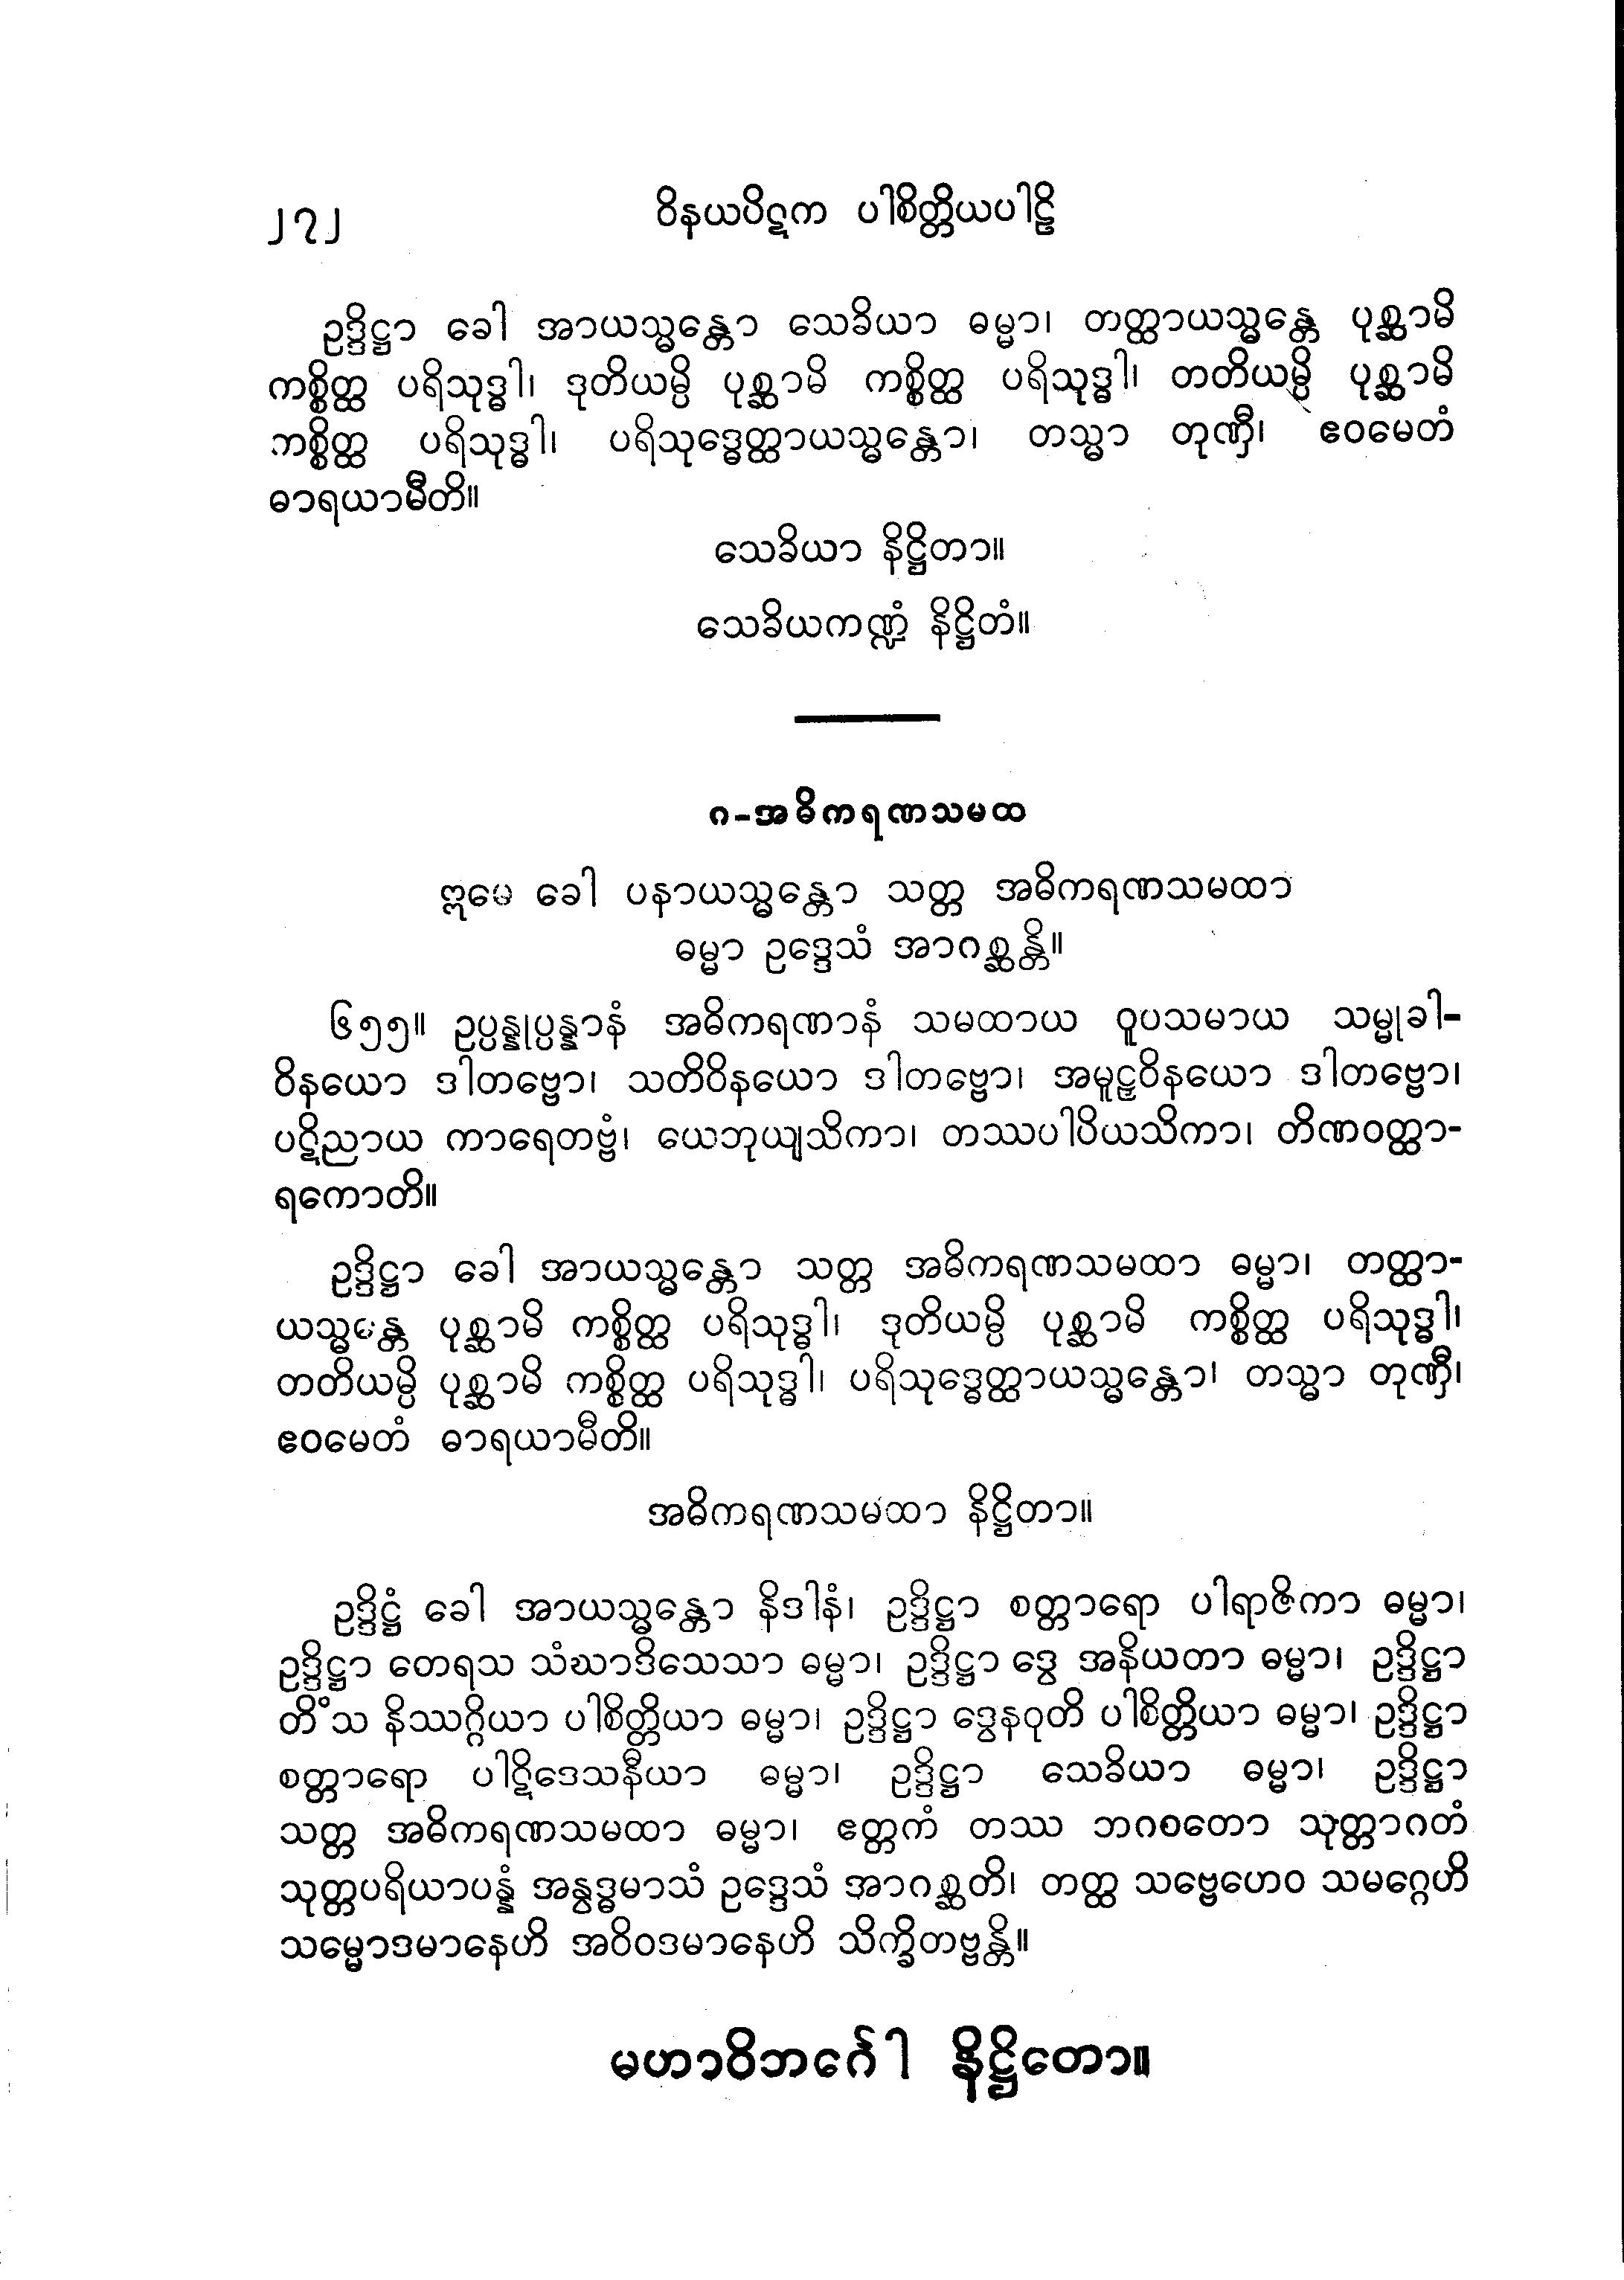 ၂၇၂ ဝိနယပိဋက ပါစိတ္တိယပါဠိ
ဥဒ္ဒိဋ္ဌာ ခေါ အာယသ္မန္တော သေခိယာ ဓမ္မာ၊ တတ္ထာယသ္မန္တေ ပုစ္ဆာမိ
ကစ္စိတ္ထ ပရိသုဒ္ဓါ၊ ဒုတိယမ္ပိ ပုစ္ဆာမိ ကစ္စိတ္ထ ပရိသုဒ္ဓါ၊ တတိယမ္ပိ ပုစ္ဆာမိ
ကစ္စိတ္ထ ပရိသုဒ္ဓါ၊ ပရိသုဒ္ဓေတ္ထာယသ္မန္တော၊ တသ္မာ တုဏှီ၊ ဧဝမေတံ
ဓာရယာမီတိ။
သေခိယာ နိဋ္ဌိတာ။
သေခိယကဏ္ဍံ နိဋ္ဌိတံ။
၈-အဓိကရဏသမထ
ဣမေ ခေါ ပနာယသ္မန္တော သတ္တ အဓိကရဏသမထာ
ဓမ္မာ ဥဒ္ဒေသံ အာဂစ္ဆန္တိ။
၆၅၅။ ဥပ္ပန္နုပ္ပန္နာနံ အဓိကရဏာနံ သမထာယ ဝူပသမာယ သမ္မုခါ-
ဝိနယော ဒါတဗ္ဗော၊ သတိဝိနယော ဒါတဗ္ဗော၊ အမူဠှဝိနယော ဒါတဗ္ဗော၊
ပဋိညာယ ကာရေတဗ္ဗံ၊ ယေဘုယျသိကာ၊ တဿပါပိယသိကာ၊ တိဏဝတ္ထာ-
ရကောတိ။
ဥဒ္ဒိဋ္ဌာ ခေါ အာယသ္မန္တော သတ္တ အဓိကရဏသမထာ ဓမ္မာ၊ တတ္ထာ-
ယသ္မန္တေ ပုစ္ဆာမိ ကစ္စိတ္ထ ပရိသုဒ္ဓါ၊ ဒုတိယမ္ပိ ပုစ္ဆာမိ ကစ္စိတ္ထ ပရိသုဒ္ဓါ၊
တတိယမ္ပိ ပုစ္ဆာမိ ကစ္စိတ္ထ ပရိသုဒ္ဓါ၊ ပရိသုဒ္ဓေတ္ထာယသ္မန္တော၊ တသ္မာ တုဏှီ၊
ဧဝမေတံ ဓာရယာမီတိ။
အဓိကရဏသမထာ နိဋ္ဌိတာ။
ဥဒ္ဒိဋ္ဌံ ခေါ အာယသ္မန္တော နိဒါနံ၊ ဥဒ္ဒိဋ္ဌာ စတ္တာရော ပါရာဇိကာ ဓမ္မာ၊
ဥဒ္ဒိဋ္ဌာ တေရသ သံဃာဒိသေသာ ဓမ္မာ၊ ဥဒ္ဒိဋ္ဌာ ဒွေ အနိယတာ ဓမ္မာ၊ ဥဒ္ဒိဋ္ဌာ
တိံသ နိဿဂ္ဂိယာ ပါစိတ္တိယာ ဓမ္မာ၊ ဥဒ္ဒိဋ္ဌာ ဒွေနဝုတိ ပါစိတ္တိယာ ဓမ္မာ၊ ဥဒ္ဒိဋ္ဌာ
စတ္တာရော ပါဋိဒေသနီယာ ဓမ္မာ၊ ဥဒ္ဒိဋ္ဌာ သေခိယာ ဓမ္မာ၊ ဥဒ္ဒိဋ္ဌာ
သတ္တ အဓိကရဏသမထာ ဓမ္မာ၊ ဧတ္တကံ တဿ ဘဂဝတော သုတ္တာဂတံ
သုတ္တပရိယာပန္နံ အနွဒ္ဓမာသံ ဥဒ္ဒေသံ အာဂစ္ဆတိ၊ တတ္ထ သဗ္ဗေဟေဝ သမဂ္ဂေဟိ
သမ္မောဒမာနေဟိ အဝိဝဒမာနေဟိ သိက္ခိတဗ္ဗန္တိ။
မဟာဝိဘင်္ဂေါ နိဋ္ဌိတော။